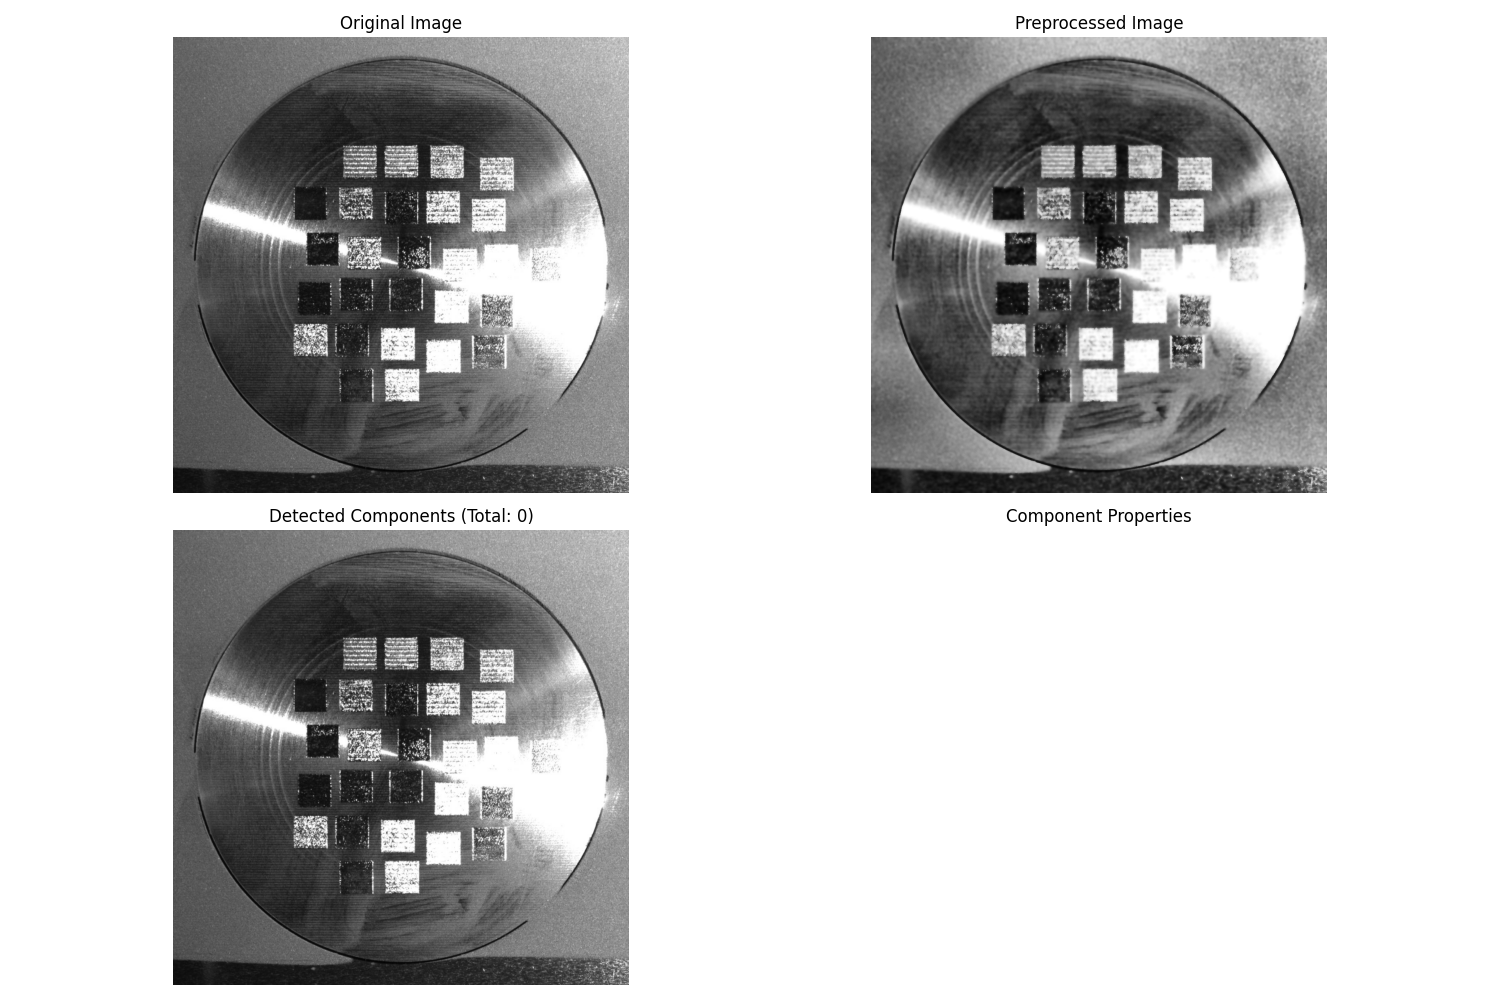 Original Image
Preprocessed Image
Detected Components (Total: 0)
Component Properties